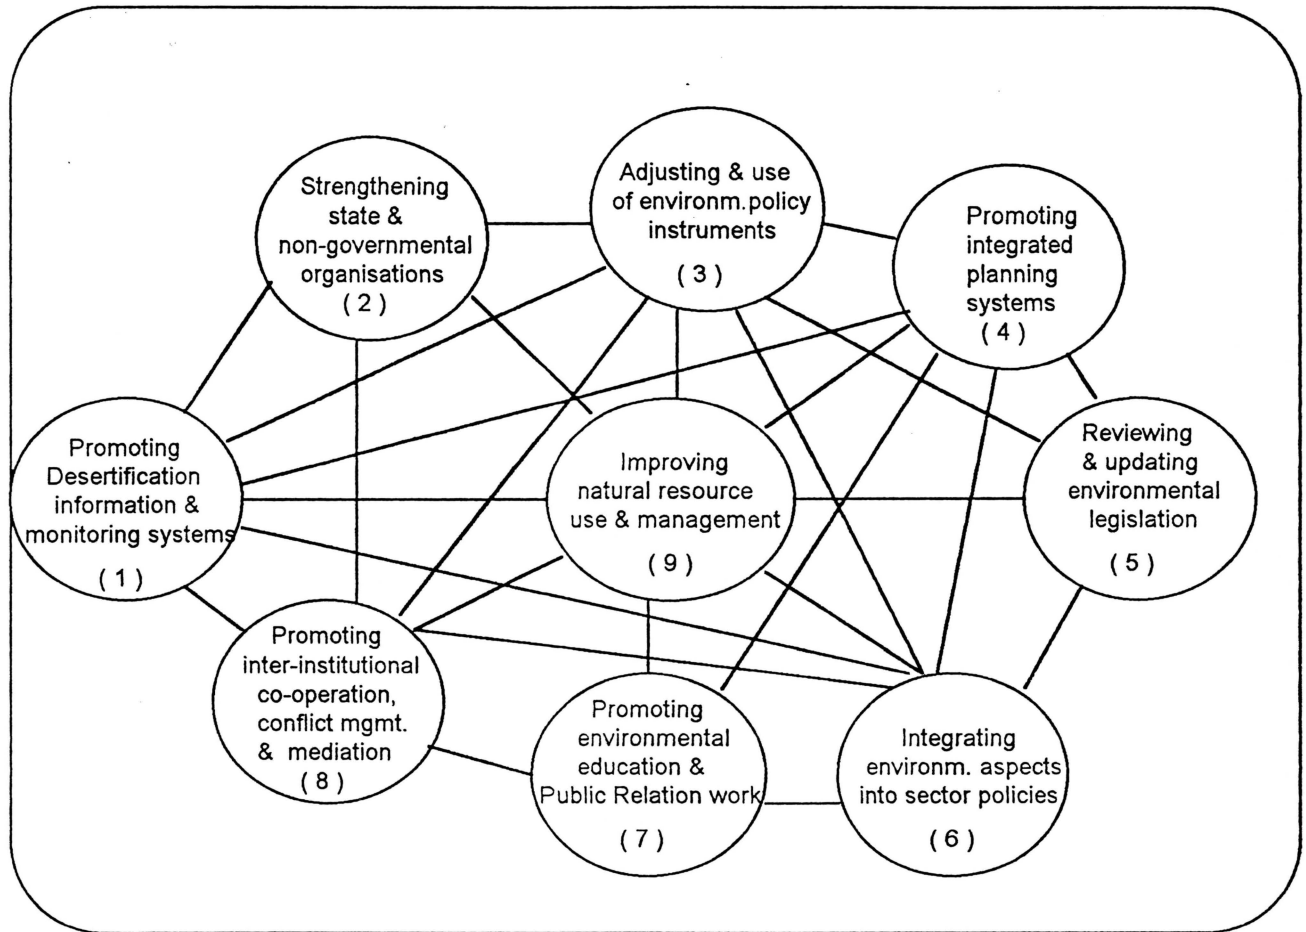 Strengthening
state &
non-governmental
organisations
( 2 )
Adjusting & use
of environm. policy
instruments
( 3 )
Promoting
integrated
planning
systems
( 4 )
Promoting
Desertification
information &
monitoring systems
( 1 )
Improving
natural resource
use & management
( 9 )
Reviewing
& updating
environmental
legislation
( 5 )
Promoting
inter-institutional
co-operation,
conflict mgmt.
& mediation
( 8 )
Promoting
environmental
education &
Public Relation work
( 7 )
Integrating
environm. aspects
into sector policies
( 6 )